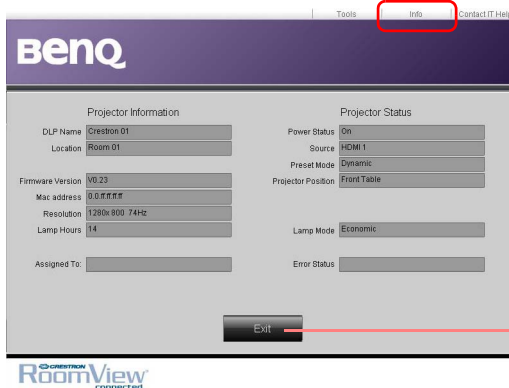 Tools Info Contact IT Help
BenQ
Projector Information
DLP Name Crestron 01
Location Room 01
Firmware Version V0.23
Mac address 0.0.ff.ff.ff.ff
Resolution 1280x 800 74Hz
Lamp Hours 14
Assigned To:
Projector Status
Power Status On
Source HDMI 1
Preset Mode Dynamic
Projector Position Front Table
Lamp Mode Economic
Error Status
Exit
CRESTRON
RoomView
connected